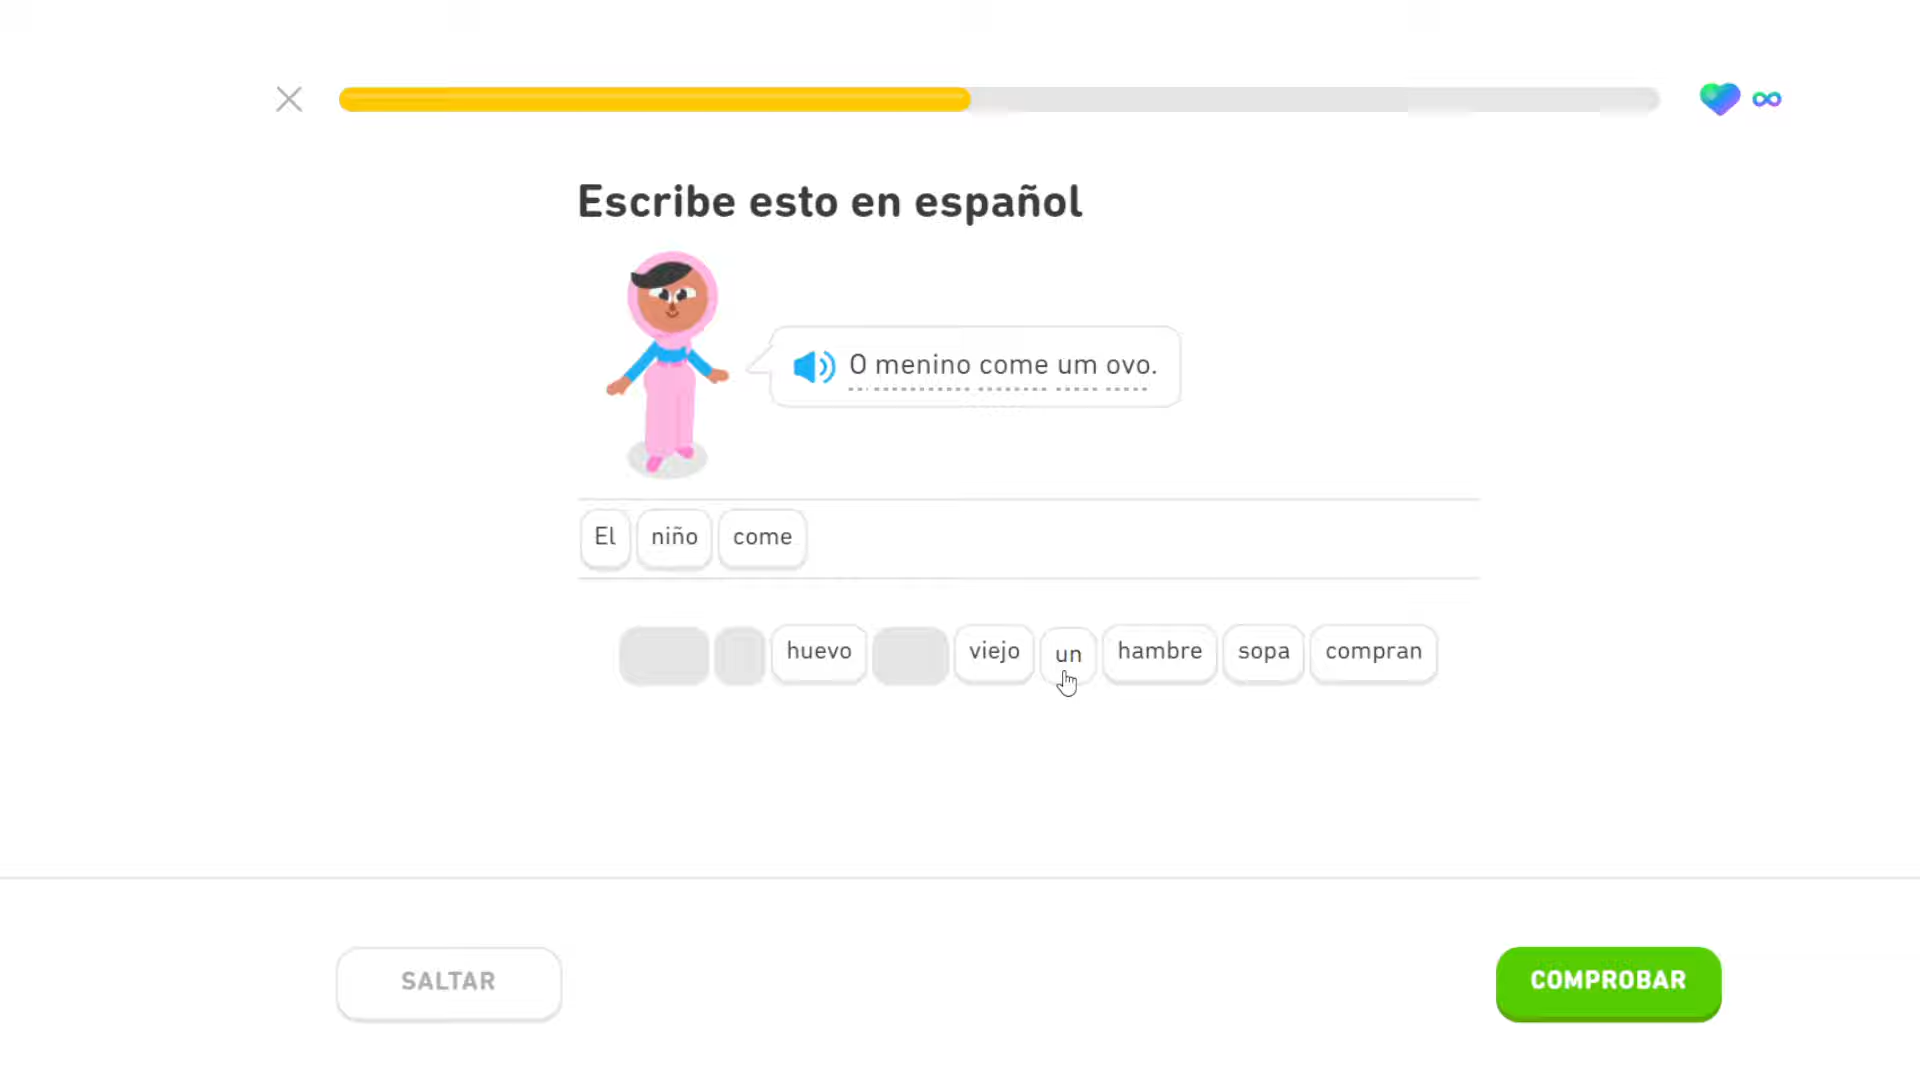 Escribe esto en español
O menino come um ovo.
El niño come
huevo viejo un hambre sopa compran
SALTAR COMPROBAR